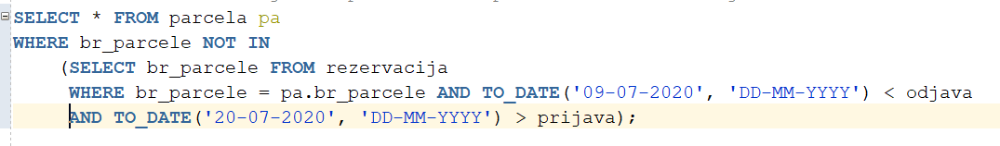 SELECT * FROM parcela pa
WHERE br_parcele NOT IN
(SELECT br_parcele FROM rezervacija
WHERE br_parcele = pa.br_parcele AND TO_DATE('09-07-2020', 'DD-MM-YYYY') < odjava
AND TO_DATE('20-07-2020', 'DD-MM-YYYY') > prijava);